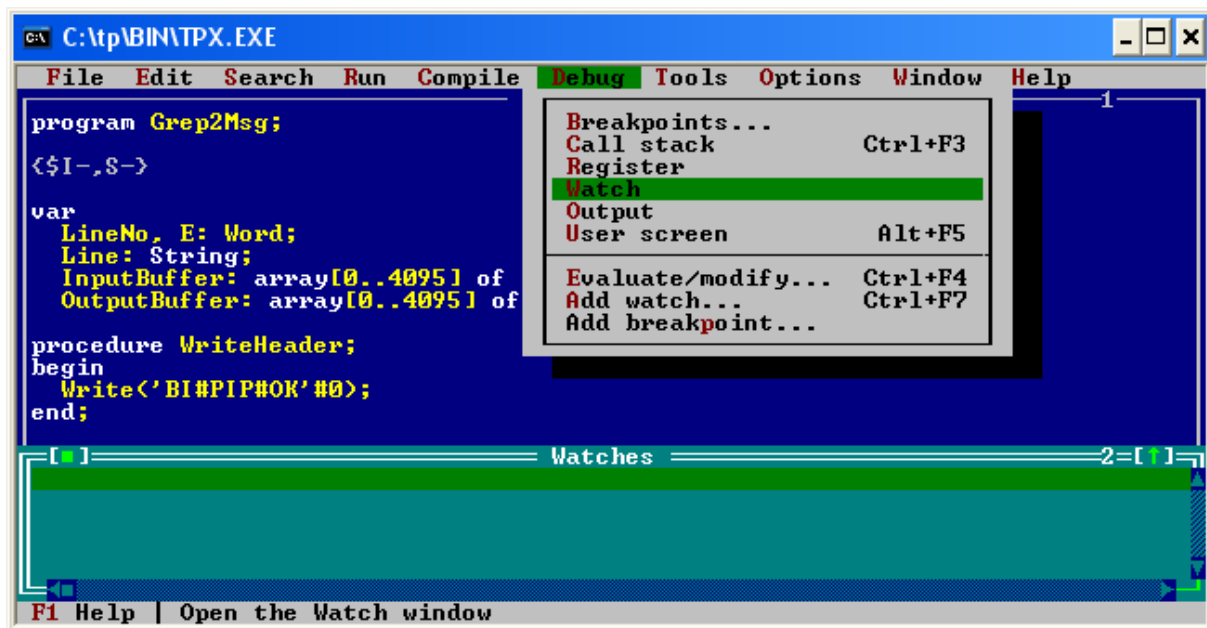 C:\tp\BIN\TPX.EXE
File Edit Search Run Compile Debug Tools Options Window Help
1
program Grep2Msg;
{$I-,S-}
var
LineNo, E: Word;
Line: String;
InputBuffer: array[0..4095] of
OutputBuffer: array[0..4095] of
procedure WriteHeader;
begin
Write('BI#PIP#OK'#0);
end;
Breakpoints...
Call stack Ctrl+F3
Register
Watch
Output
User screen Alt+F5
Evaluate/modify... Ctrl+F4
Add watch... Ctrl+F7
Add breakpoint...
[■] Watches 2=[↑]
F1 Help | Open the Watch window